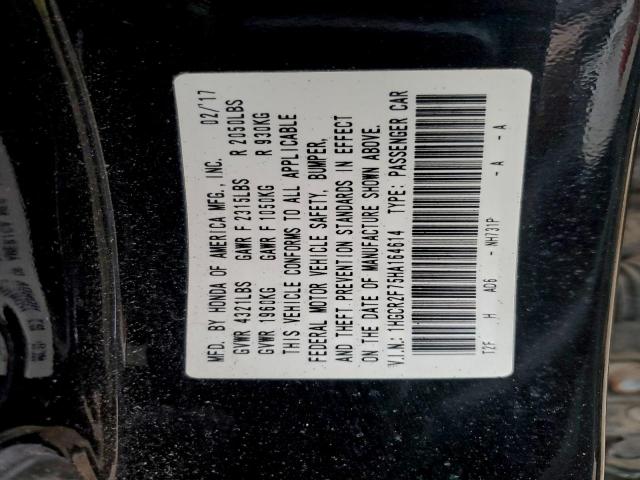 MFD. BY HONDA OF AMERICA MFG., INC. 02/'17
GVWR 4321LBS GAWR F 2315LBS R 2050LBS
GVWR 1960KG GAWR F 1050KG R 930KG
THIS VEHICLE CONFORMS TO ALL APPLICABLE
FEDERAL MOTOR VEHICLE SAFETY, BUMPER,
AND THEFT PREVENTION STANDARDS IN EFFECT
ON THE DATE OF MANUFACTURE SHOWN ABOVE.
V.I.N.: 1HGCR2F75HA164614 TYPE: PASSENGER CAR
T2F H AD6 -NH731P - A - A